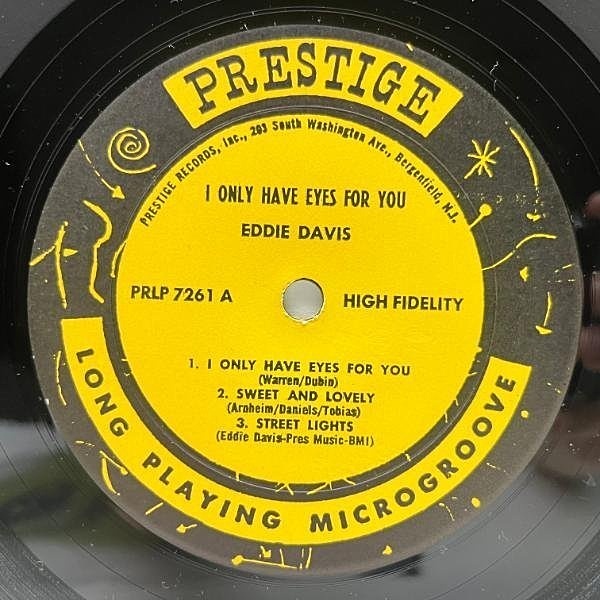 PRESTIGE
PRESTIGE RECORDS, Inc., 203 South Washington Ave., Bergenfield, N.J.
I ONLY HAVE EYES FOR YOU
EDDIE DAVIS
PRLP 7261 A
HIGH FIDELITY
1. I ONLY HAVE EYES FOR YOU
(Warren/Dubin)
2. SWEET AND LOVELY
(Arnheim/Daniels/Tobias)
3. STREET LIGHTS
(Eddie Davis-Pres Music-BMI)
LONG PLAYING MICROGROOVE